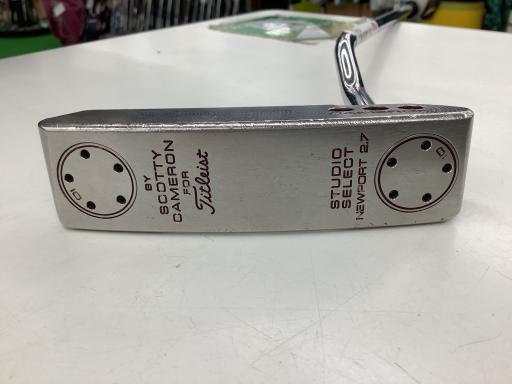 BY
SCOTTY
CAMERON
FOR
Titleist
STUDIO
SELECT
NEWPORT 2.7